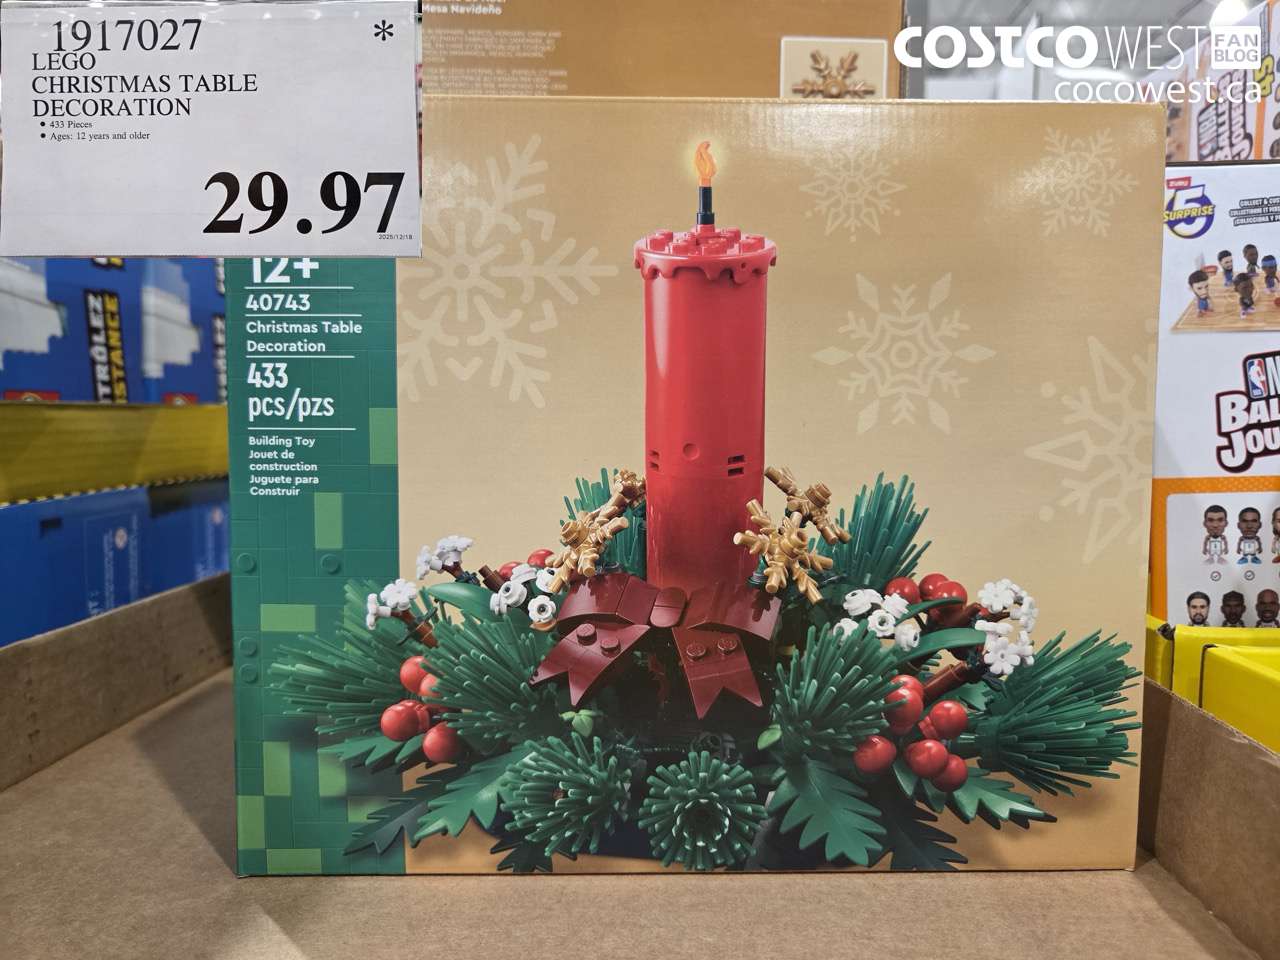 1917027 *
LEGO
CHRISTMAS TABLE
DECORATION
• 433 Pieces
• Ages: 12 years and older
29.97
2025/12/18
Mesa Navideño
COSTCO WEST FAN BLOG
cocowest.ca
12+
40743
Christmas Table
Decoration
433
pcs/pzs
Building Toy
Jouet de
construction
Juguete para
Construir
5
SURPRISE
COLLECT &